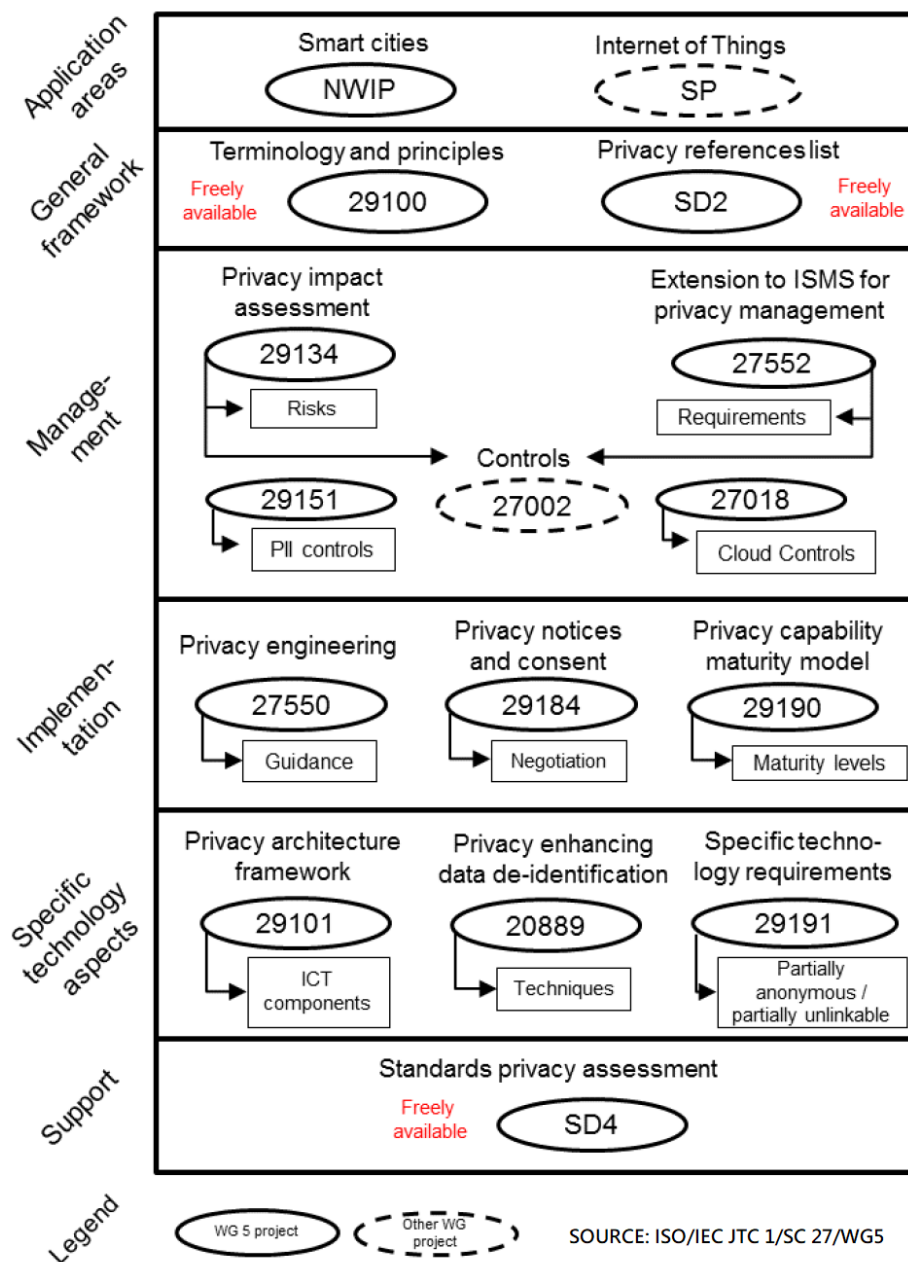 Application
areas
Smart cities
NWIP
Internet of Things
SP
General
framework
Terminology and principles
Freely
available
29100
Privacy references list
SD2
Freely
available
Manage-
ment
Privacy impact
assessment
29134
Risks
Extension to ISMS for
privacy management
27552
Requirements
Controls
27002
29151
PII controls
27018
Cloud Controls
Implemen-
tation
Privacy engineering
27550
Guidance
Privacy notices
and consent
29184
Negotiation
Privacy capability
maturity model
29190
Maturity levels
Specific
technology
aspects
Privacy architecture
framework
29101
ICT
components
Privacy enhancing
data de-identification
20889
Techniques
Specific techno-
logy requirements
29191
Partially
anonymous /
partially unlinkable
Support
Standards privacy assessment
Freely
available
SD4
Legend
WG 5 project
Other WG
project
SOURCE: ISO/IEC JTC 1/SC 27/WG5